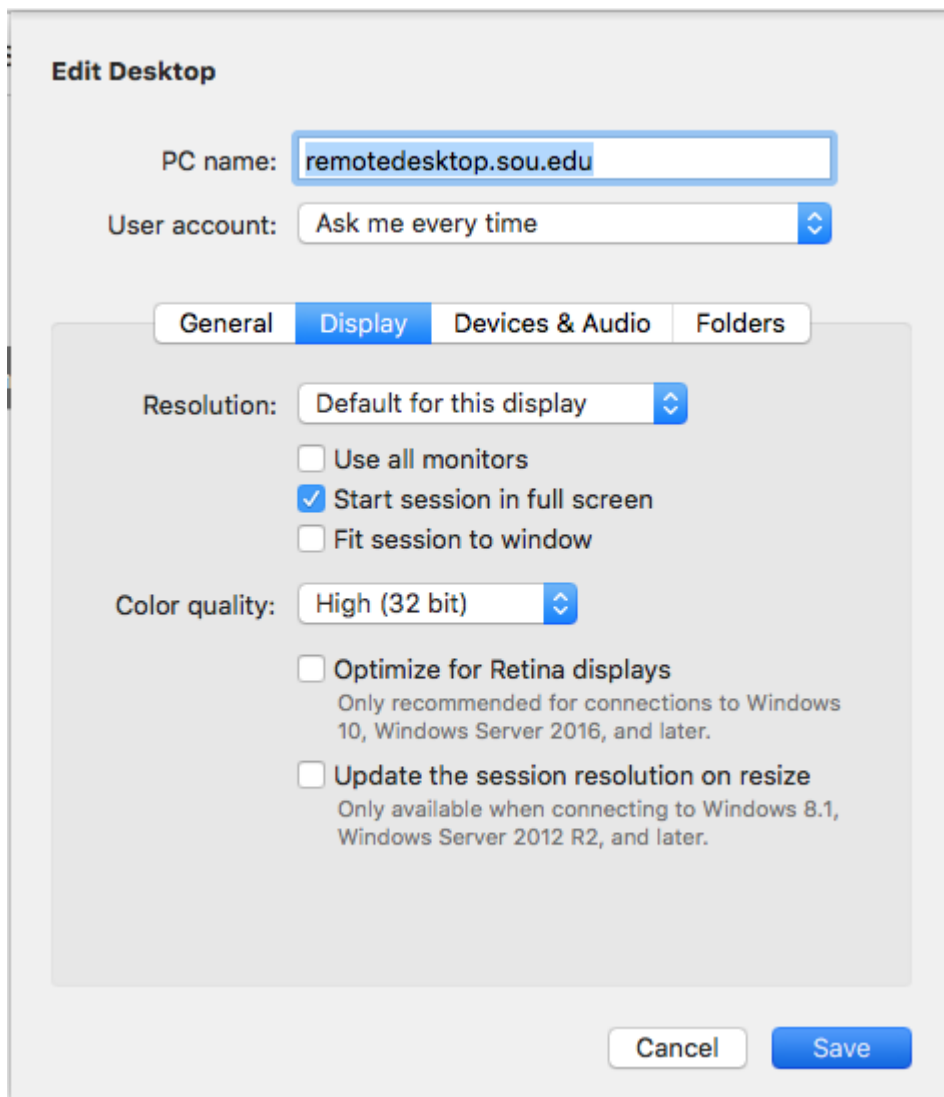 Edit Desktop
PC name: remotedesktop.sou.edu
User account: Ask me every time
General Display Devices & Audio Folders
Resolution: Default for this display
Use all monitors
Start session in full screen
Fit session to window
Color quality: High (32 bit)
Optimize for Retina displays
Only recommended for connections to Windows
10, Windows Server 2016, and later.
Update the session resolution on resize
Only available when connecting to Windows 8.1,
Windows Server 2012 R2, and later.
Cancel Save